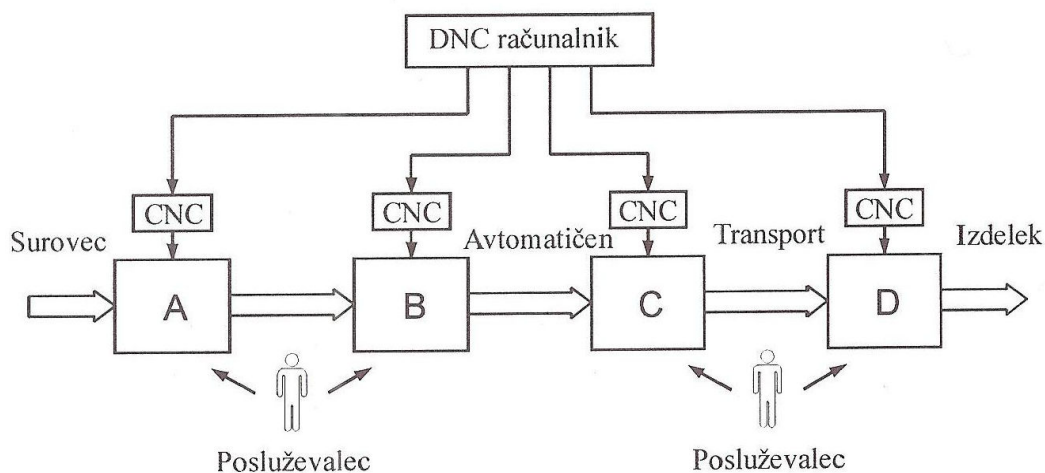 DNC računalnik
CNC
CNC
CNC
CNC
Surovec
Avtomatičen
Transport
Izdelek
A
B
C
D
Posluževalec
Posluževalec